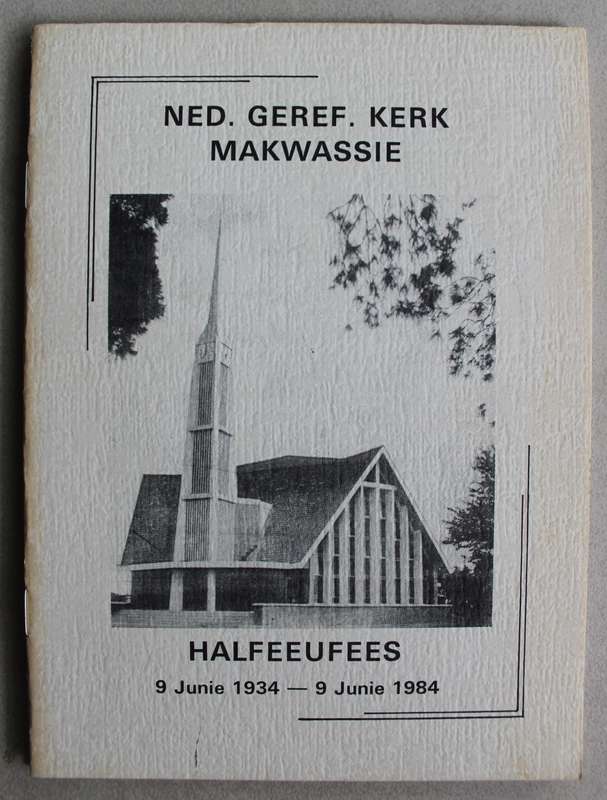 NED. GEREF. KERK
MAKWASSIE
HALFEEUFEES
9 Junie 1934 — 9 Junie 1984